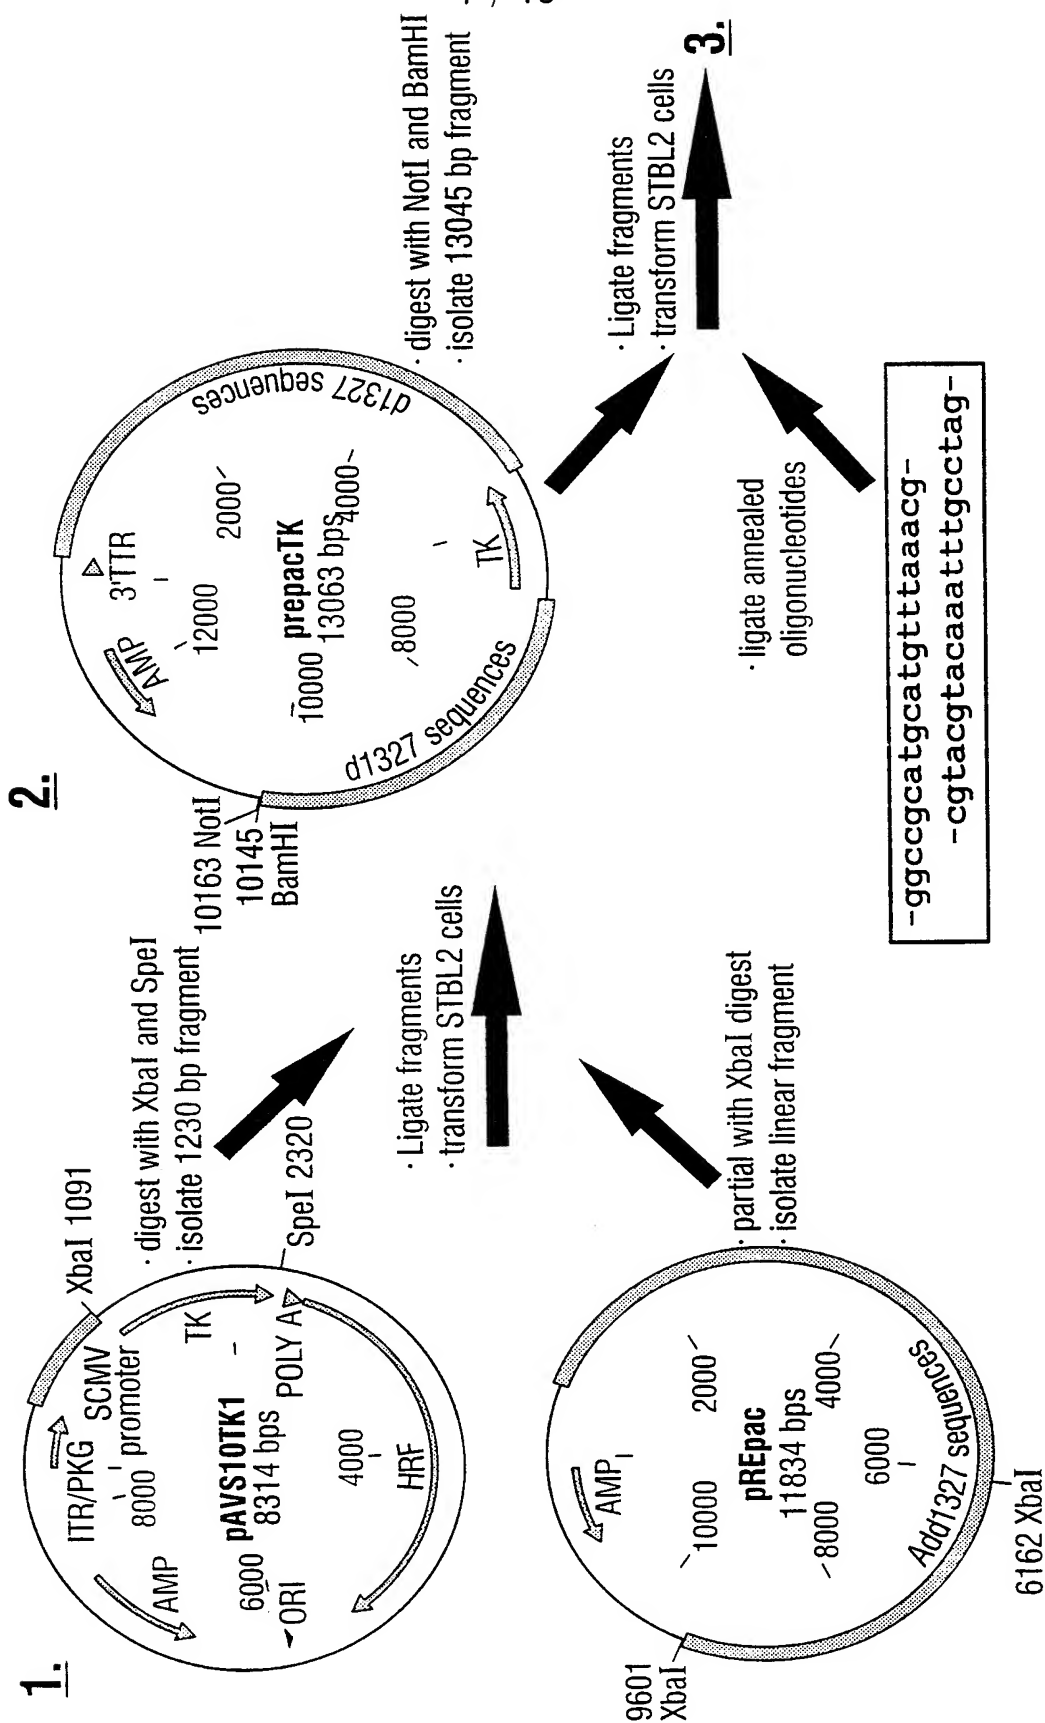 1.
ITR/PKG
SCMV
promoter
XbaI 1091
8000
AMP
TK
pAVS10TK1
8314 bps
6000
ORI
POLY A
4000
HRF
SpeI 2320
· digest with XbaI and SpeI
· isolate 1230 bp fragment
AMP
10000
2000
pREpac
11834 bps
8000
4000
6000
Add1327 sequences
9601
XbaI
6162 XbaI
· partial with XbaI digest
· isolate linear fragment
· Ligate fragments
· transform STBL2 cells
2.
10163 NotI
10145
BamHI
AMP
3'TTR
12000
2000
prepacTK
13063 bps
10000
4000
8000
TK
d1327 sequences
d1327 sequences
· digest with NotI and BamHI
· isolate 13045 bp fragment
· ligate annealed
oligonucleotides
-ggccgcatgcatgtttaaacg-
-cgtacgtacaaatttgcctag-
· Ligate fragments
· transform STBL2 cells
3.